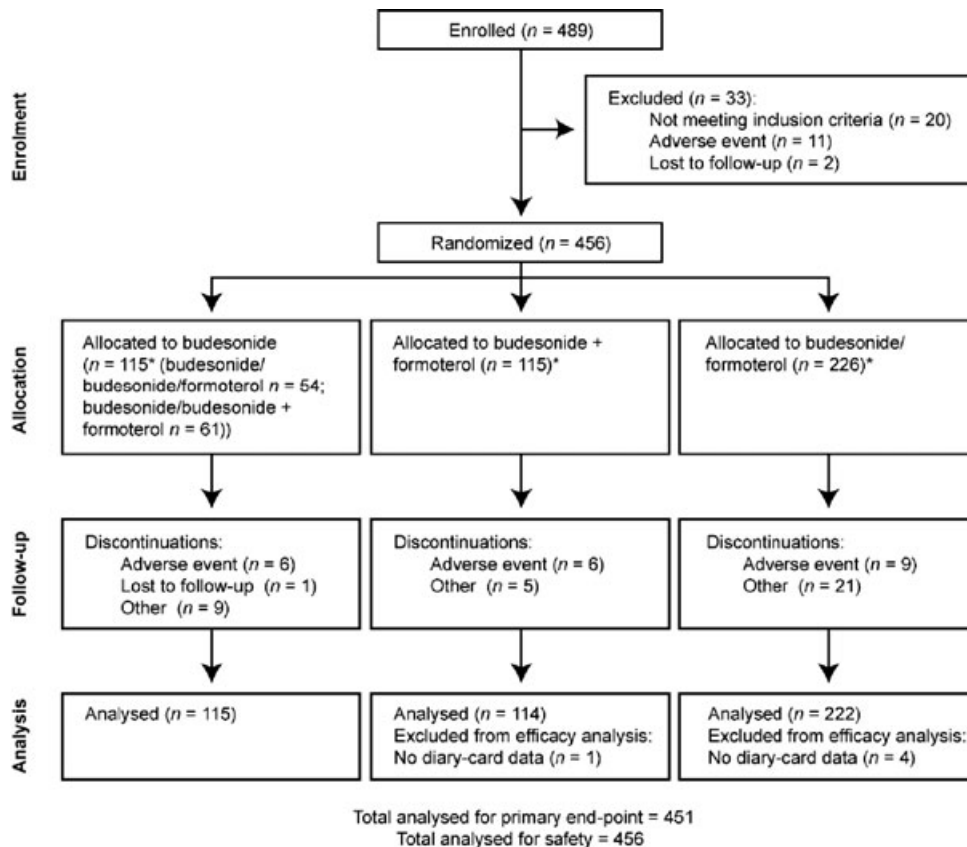 Enrolled (n = 489)
Enrolment
Excluded (n = 33):
Not meeting inclusion criteria (n = 20)
Adverse event (n = 11)
Lost to follow-up (n = 2)
Randomized (n = 456)
Allocation
Allocated to budesonide
(n = 115* (budesonide/
budesonide/formoterol n = 54;
budesonide/budesonide +
formoterol n = 61))
Allocated to budesonide +
formoterol (n = 115)*
Allocated to budesonide/
formoterol (n = 226)*
Follow-up
Discontinuations:
Adverse event (n = 6)
Lost to follow-up (n = 1)
Other (n = 9)
Discontinuations:
Adverse event (n = 6)
Other (n = 5)
Discontinuations:
Adverse event (n = 9)
Other (n = 21)
Analysis
Analysed (n = 115)
Analysed (n = 114)
Excluded from efficacy analysis:
No diary-card data (n = 1)
Analysed (n = 222)
Excluded from efficacy analysis:
No diary-card data (n = 4)
Total analysed for primary end-point = 451
Total analysed for safety = 456